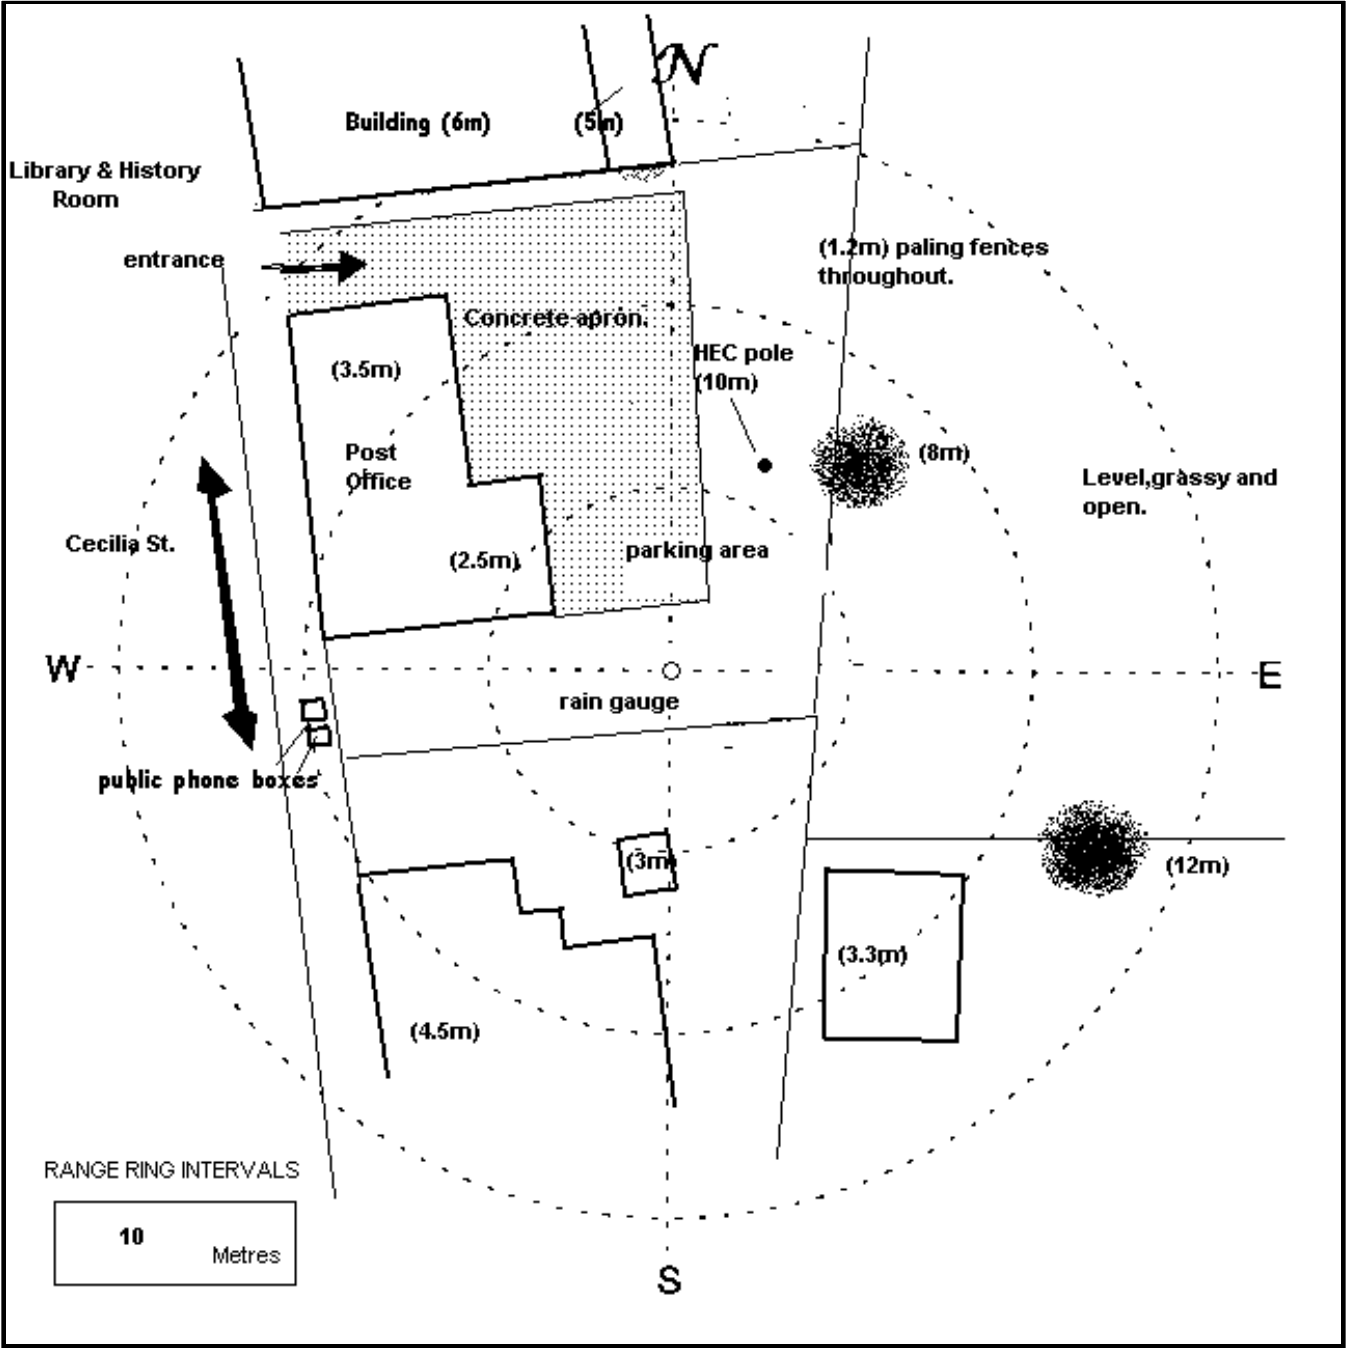 N
Building (6m)
(5m)
Library & History
Room
entrance
(1.2m) paling fences
throughout.
Concrete apron.
HEC pole
(10m)
(3.5m)
Post
Office
(8m)
Level,grassy and
open.
Cecilia St.
(2.5m)
parking area
W
E
rain gauge
public phone boxes
(3m)
(12m)
(3.3m)
(4.5m)
RANGE RING INTERVALS
10
Metres
S